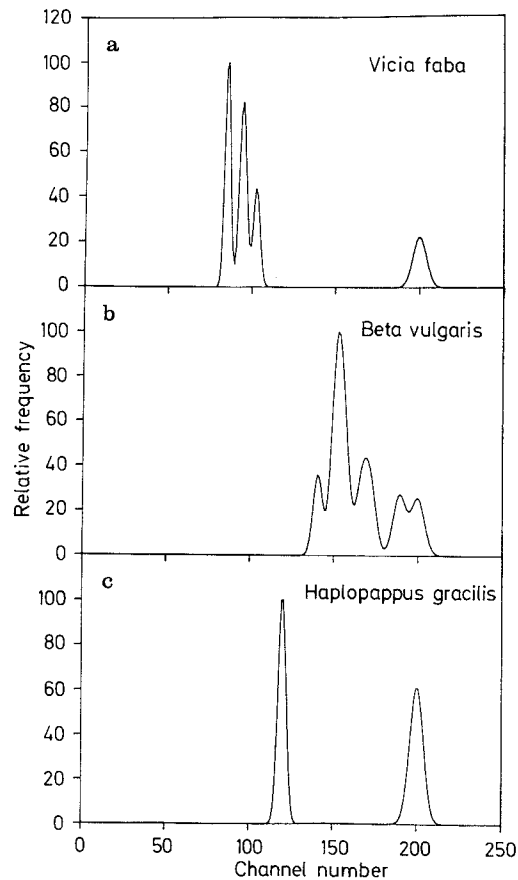 a
Vicia faba
120
100
80
60
40
20
0
b
Beta vulgaris
100
80
60
40
20
0
c
Haplopappus gracilis
100
80
60
40
20
0
Relative frequency
0 50 100 150 200 250
Channel number